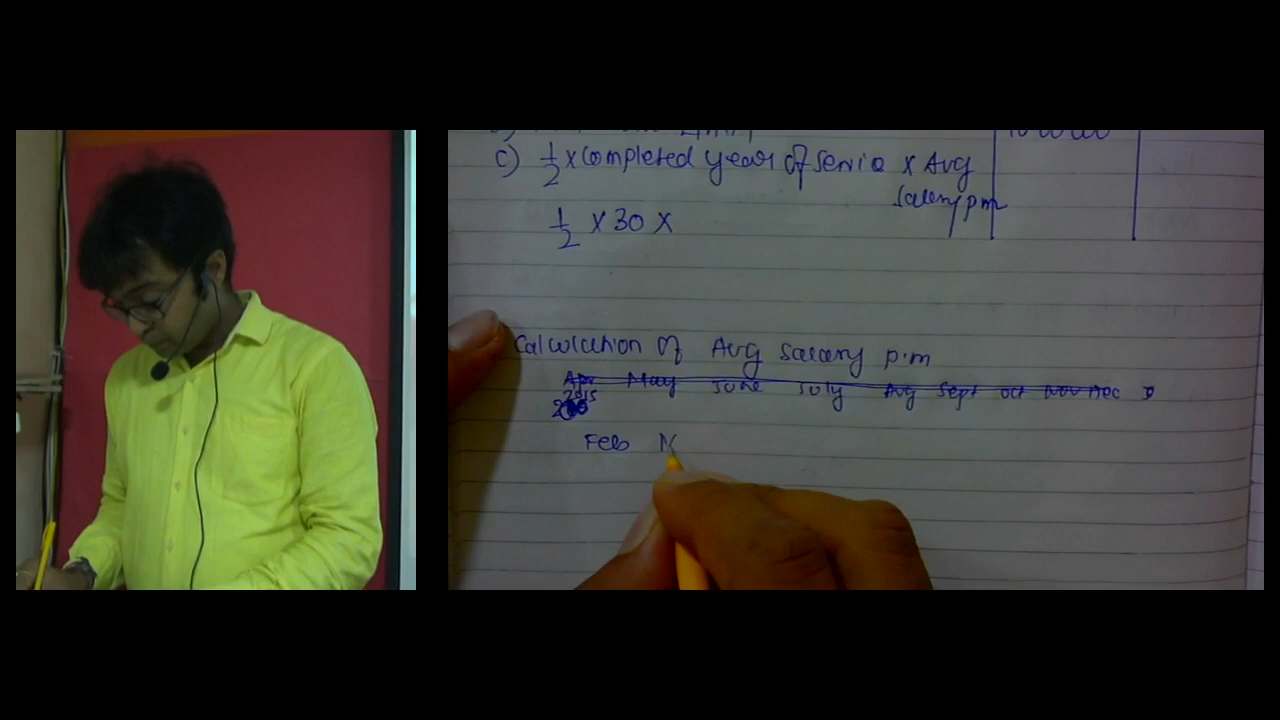 c) 1/2 x Completed year of Service x Avg
Salary p m
1/2 x 30 x
Calculation of Avg Salary p.m
Apr May June July Aug Sept Oct Nov Dec
2015
Feb